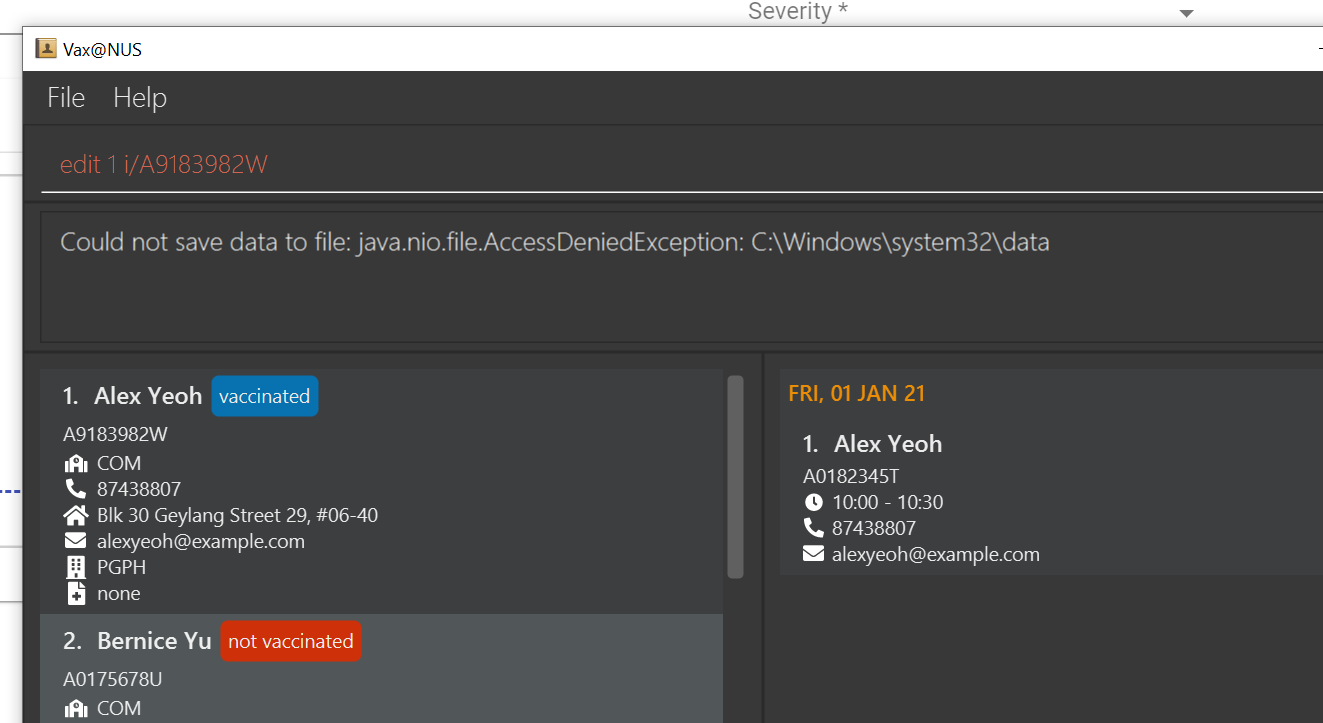 Severity *
Vax@NUS
File Help
edit 1 i/A9183982W
Could not save data to file: java.nio.file.AccessDeniedException: C:\Windows\system32\data
1. Alex Yeoh vaccinated
A9183982W
COM
87438807
Blk 30 Geylang Street 29, #06-40
alexyeoh@example.com
PGPH
none
2. Bernice Yu not vaccinated
A0175678U
COM
FRI, 01 JAN 21
1. Alex Yeoh
A0182345T
10:00 - 10:30
87438807
alexyeoh@example.com